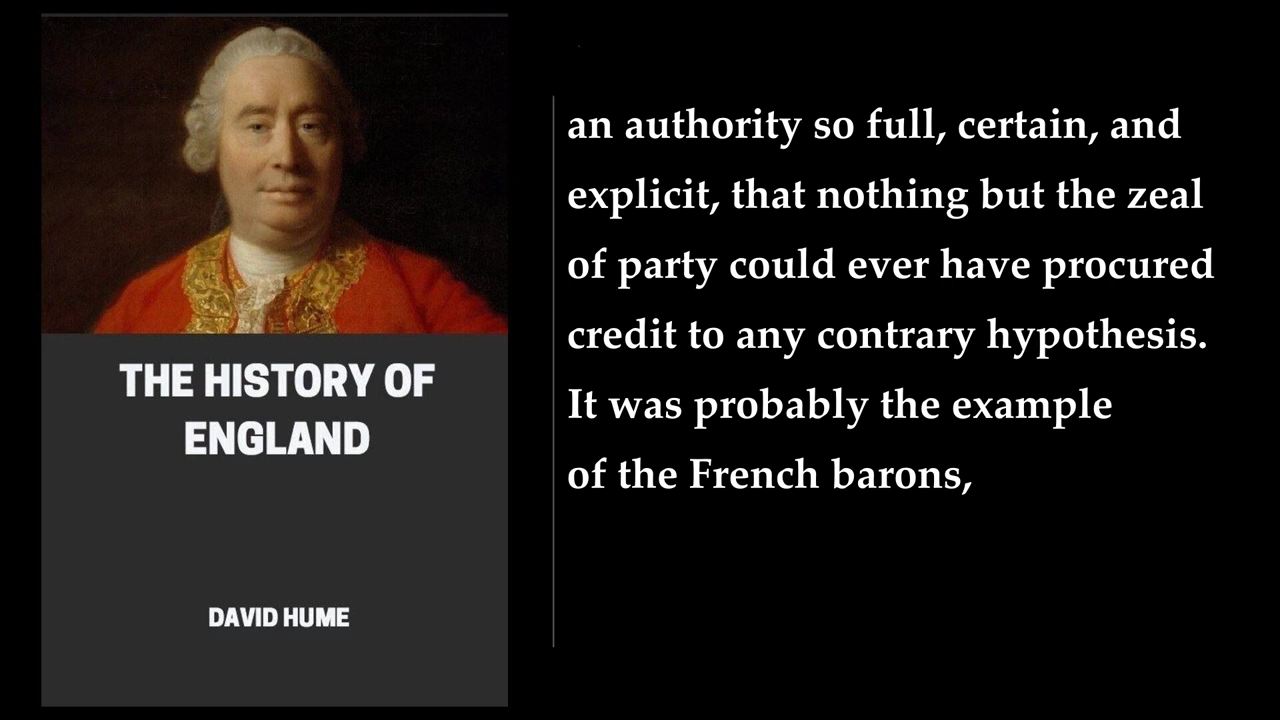 THE HISTORY OF
ENGLAND
DAVID HUME
an authority so full, certain, and
explicit, that nothing but the zeal
of party could ever have procured
credit to any contrary hypothesis.
It was probably the example
of the French barons,